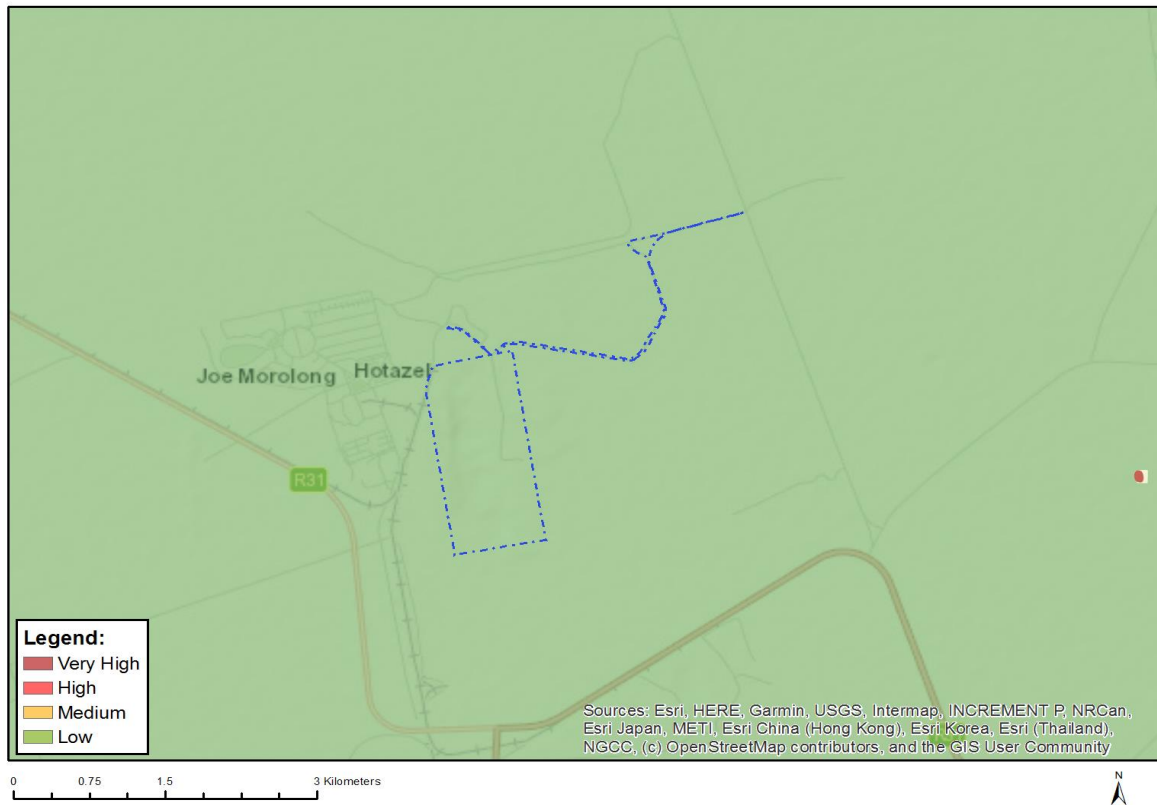 Joe Morolong
Hotazel
R31
Legend:
Very High
High
Medium
Low
Sources: Esri, HERE, Garmin, USGS, Intermap, INCREMENT P, NRCan,
Esri Japan, METI, Esri China (Hong Kong), Esri Korea, Esri (Thailand),
NGCC, (c) OpenStreetMap contributors, and the GIS User Community
0 0.75 1.5 3 Kilometers
N